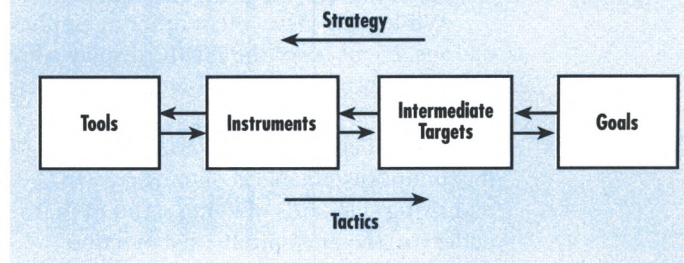 Strategy
Tools
Instruments
Intermediate
Targets
Goals
Tactics